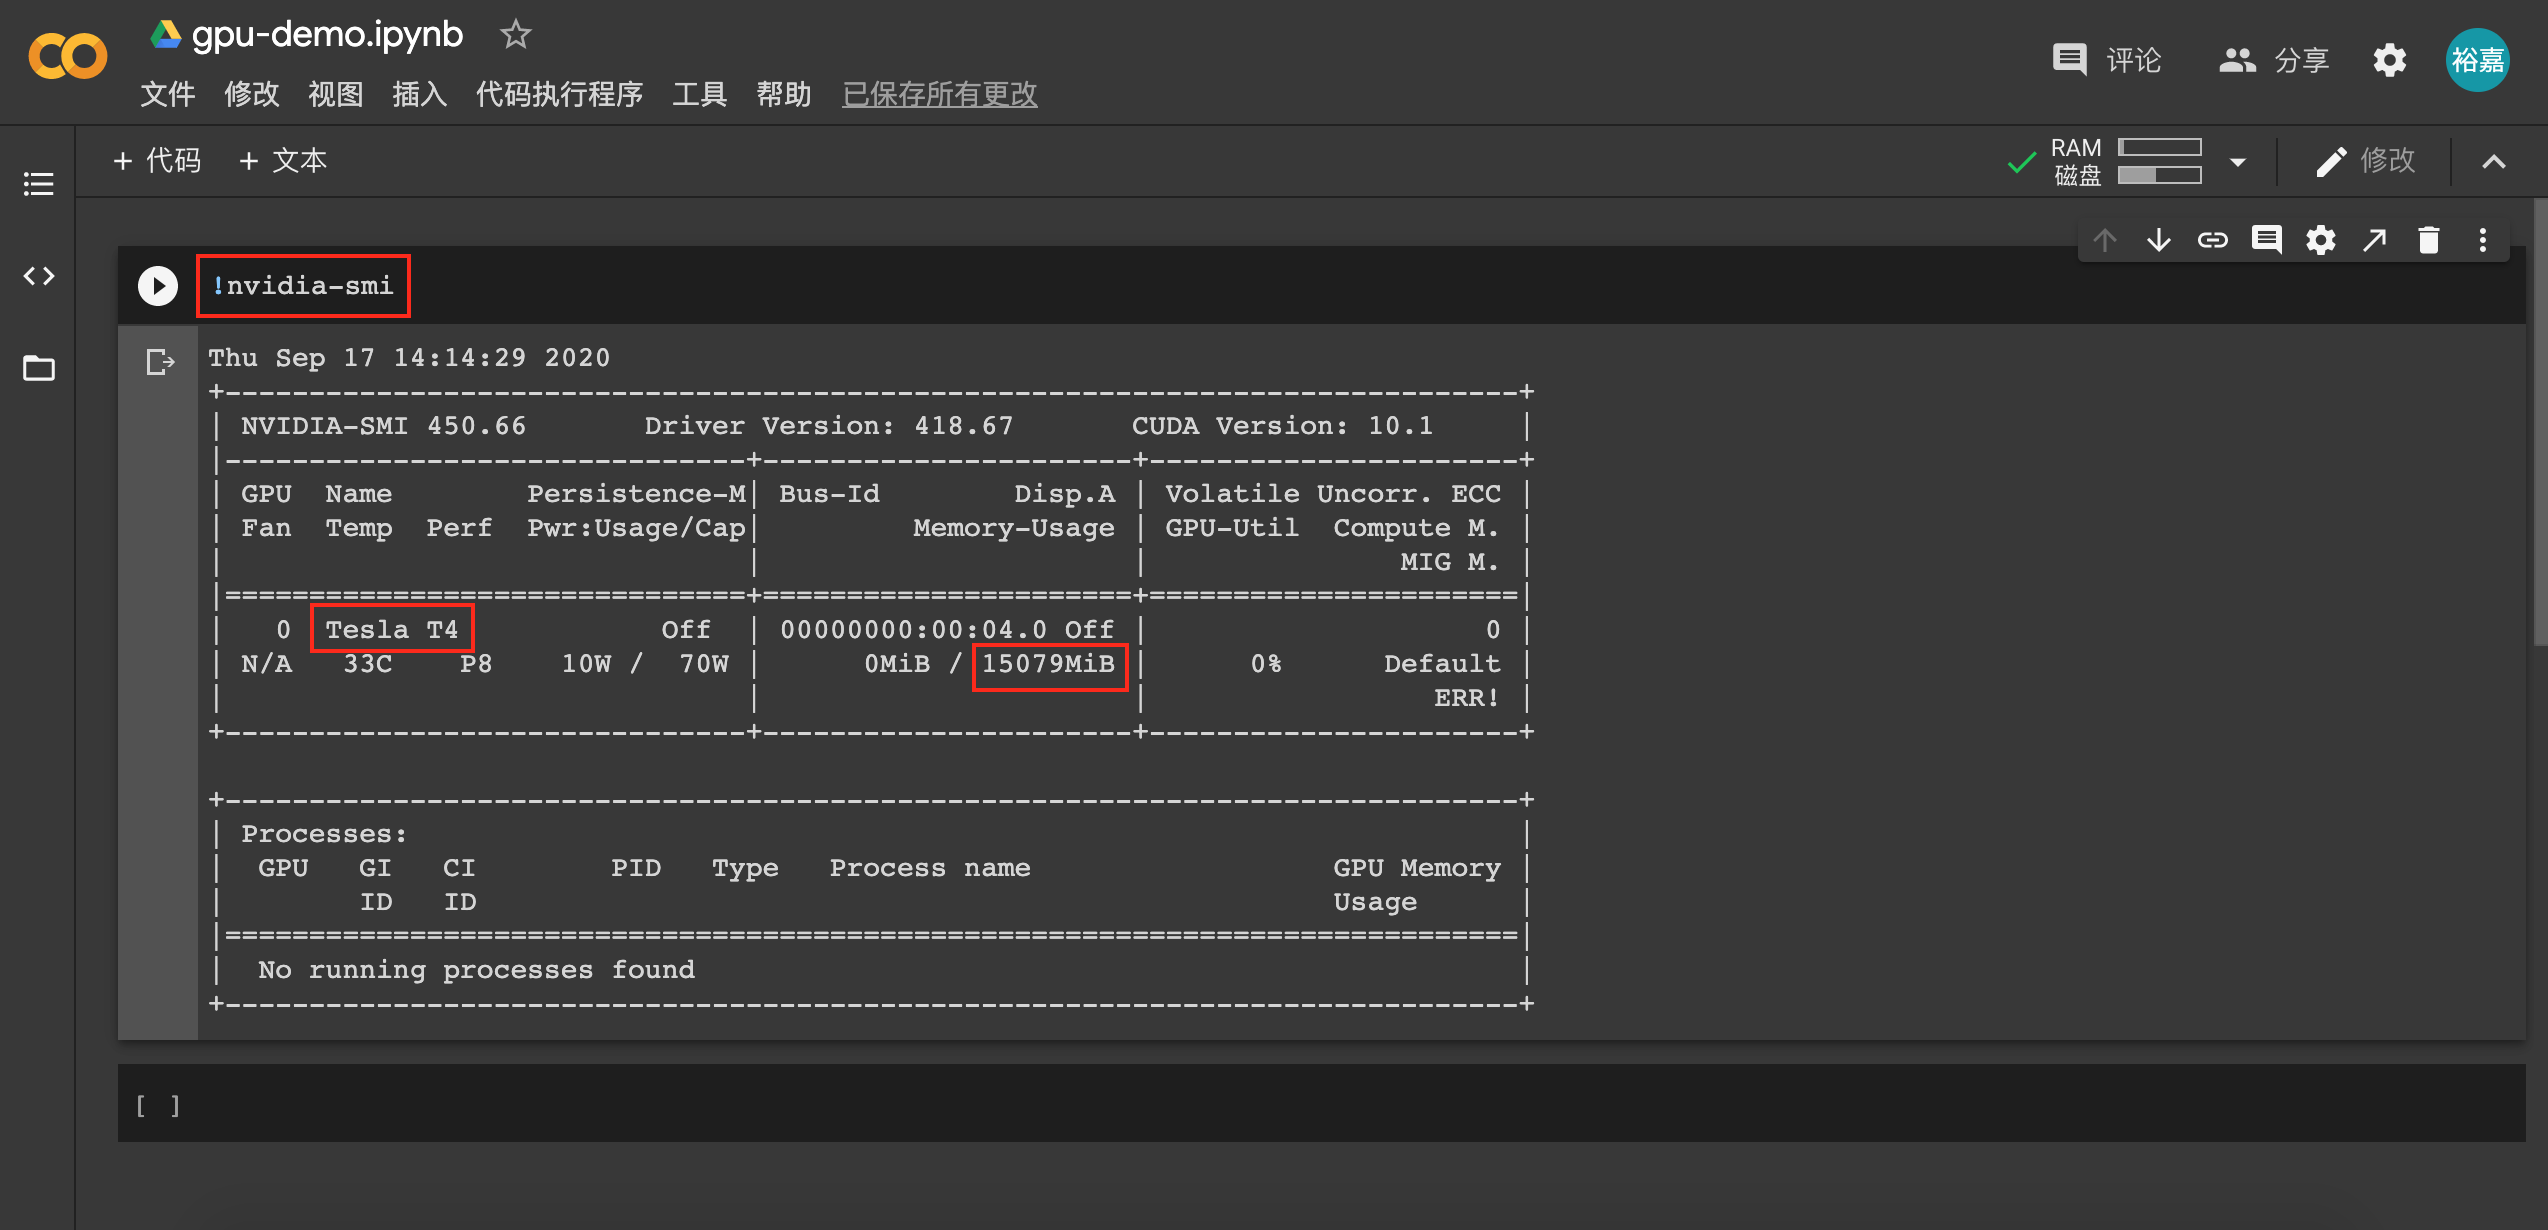 gpu-demo.ipynb
文件 修改 视图 插入 代码执行程序 工具 帮助 已保存所有更改
评论 分享 裕嘉
+ 代码 + 文本
RAM
磁盘
修改
!nvidia-smi
Thu Sep 17 14:14:29 2020
+-----------------------------------------------------------------------------+
| NVIDIA-SMI 450.66       Driver Version: 418.67       CUDA Version: 10.1     |
|-------------------------------+----------------------+----------------------+
| GPU  Name        Persistence-M| Bus-Id        Disp.A | Volatile Uncorr. ECC |
| Fan  Temp  Perf  Pwr:Usage/Cap|         Memory-Usage | GPU-Util  Compute M. |
|                               |                      |               MIG M. |
|===============================+======================+======================|
|   0  Tesla T4            Off  | 00000000:00:04.0 Off |                    0 |
| N/A   33C    P8    10W /  70W |      0MiB / 15079MiB |      0%      Default |
|                               |                      |                 ERR! |
+-------------------------------+----------------------+----------------------+
+-----------------------------------------------------------------------------+
| Processes:                                                                  |
|  GPU   GI   CI        PID   Type   Process name                  GPU Memory |
|        ID   ID                                                   Usage      |
|=============================================================================|
|  No running processes found                                                 |
+-----------------------------------------------------------------------------+
[ ]